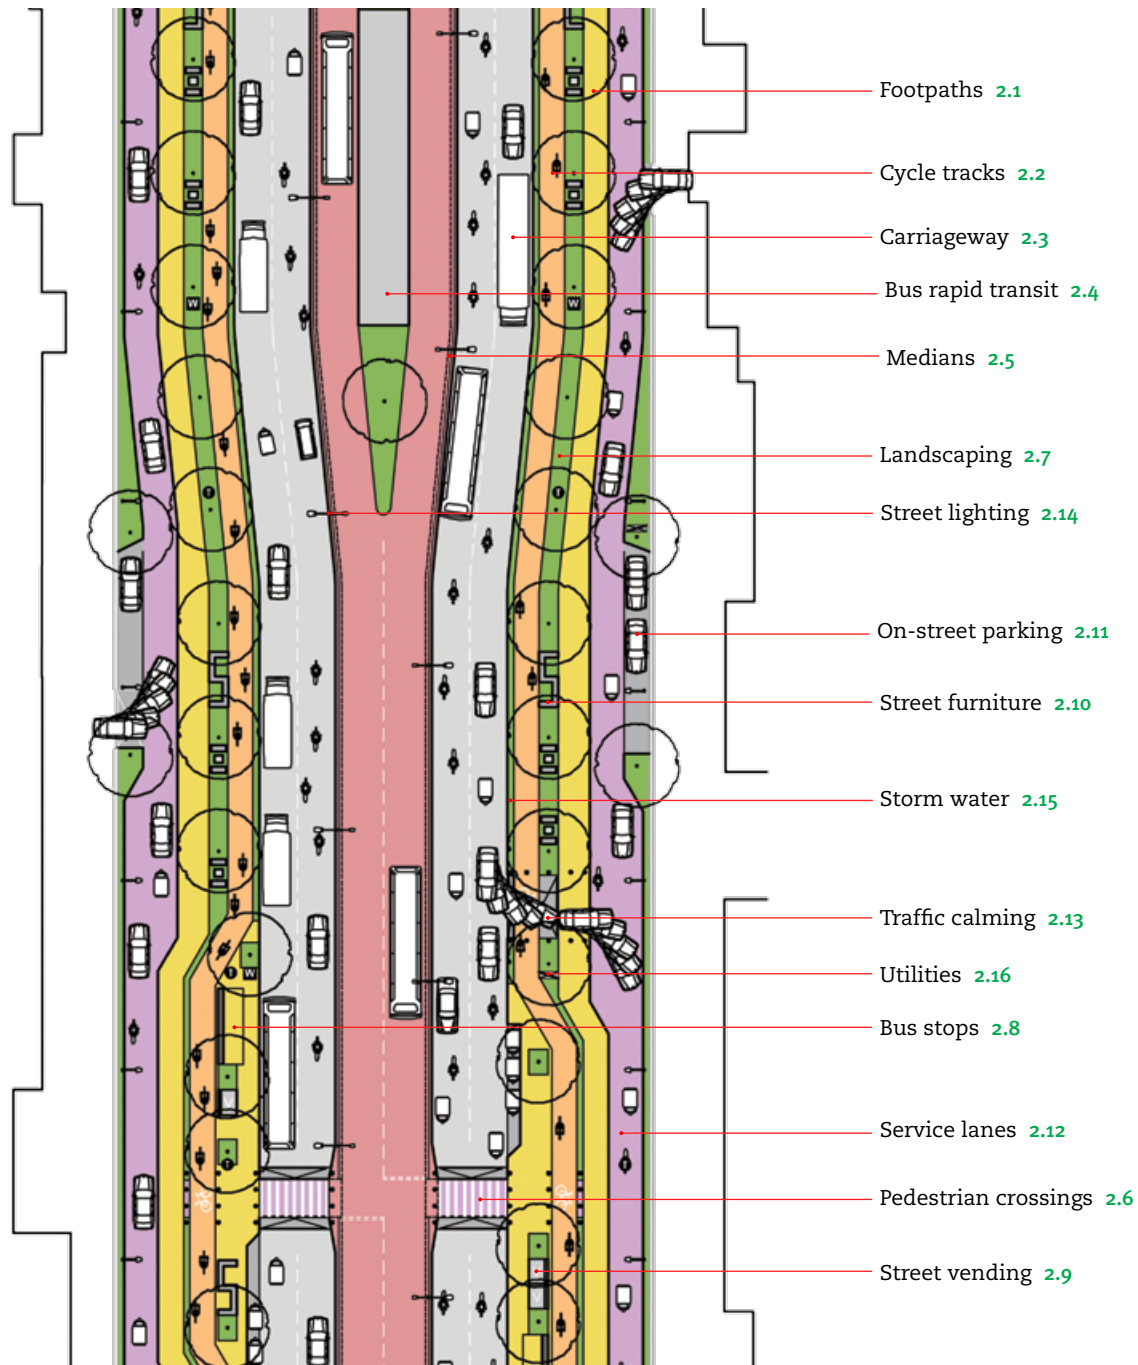 Footpaths 2.1
Cycle tracks 2.2
Carriageway 2.3
Bus rapid transit 2.4
Medians 2.5
Landscaping 2.7
Street lighting 2.14
On-street parking 2.11
Street furniture 2.10
Storm water 2.15
Traffic calming 2.13
Utilities 2.16
Bus stops 2.8
Service lanes 2.12
Pedestrian crossings 2.6
Street vending 2.9
W
W
W
V
V